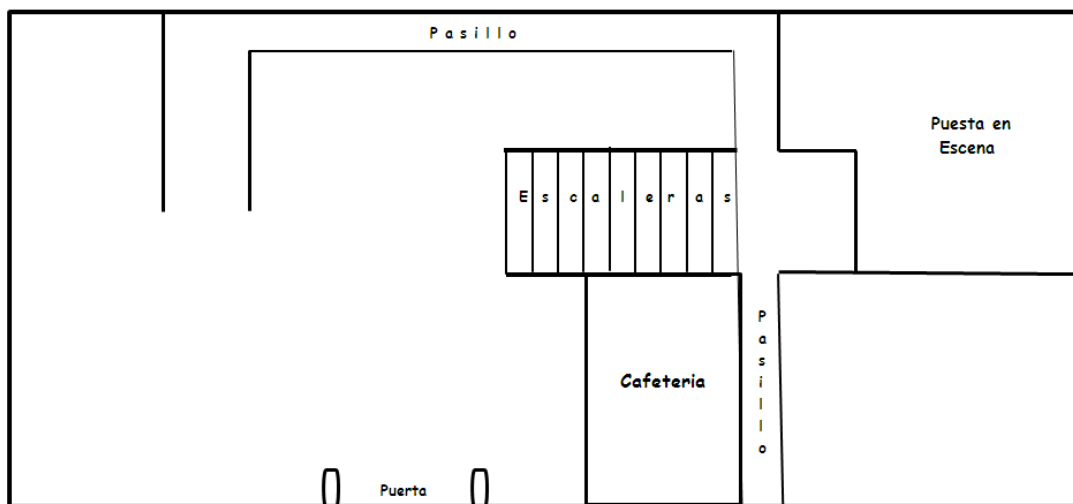 Pasillo
Puesta en
Escena
Escaleras
Pasillo
Cafeteria
Puerta